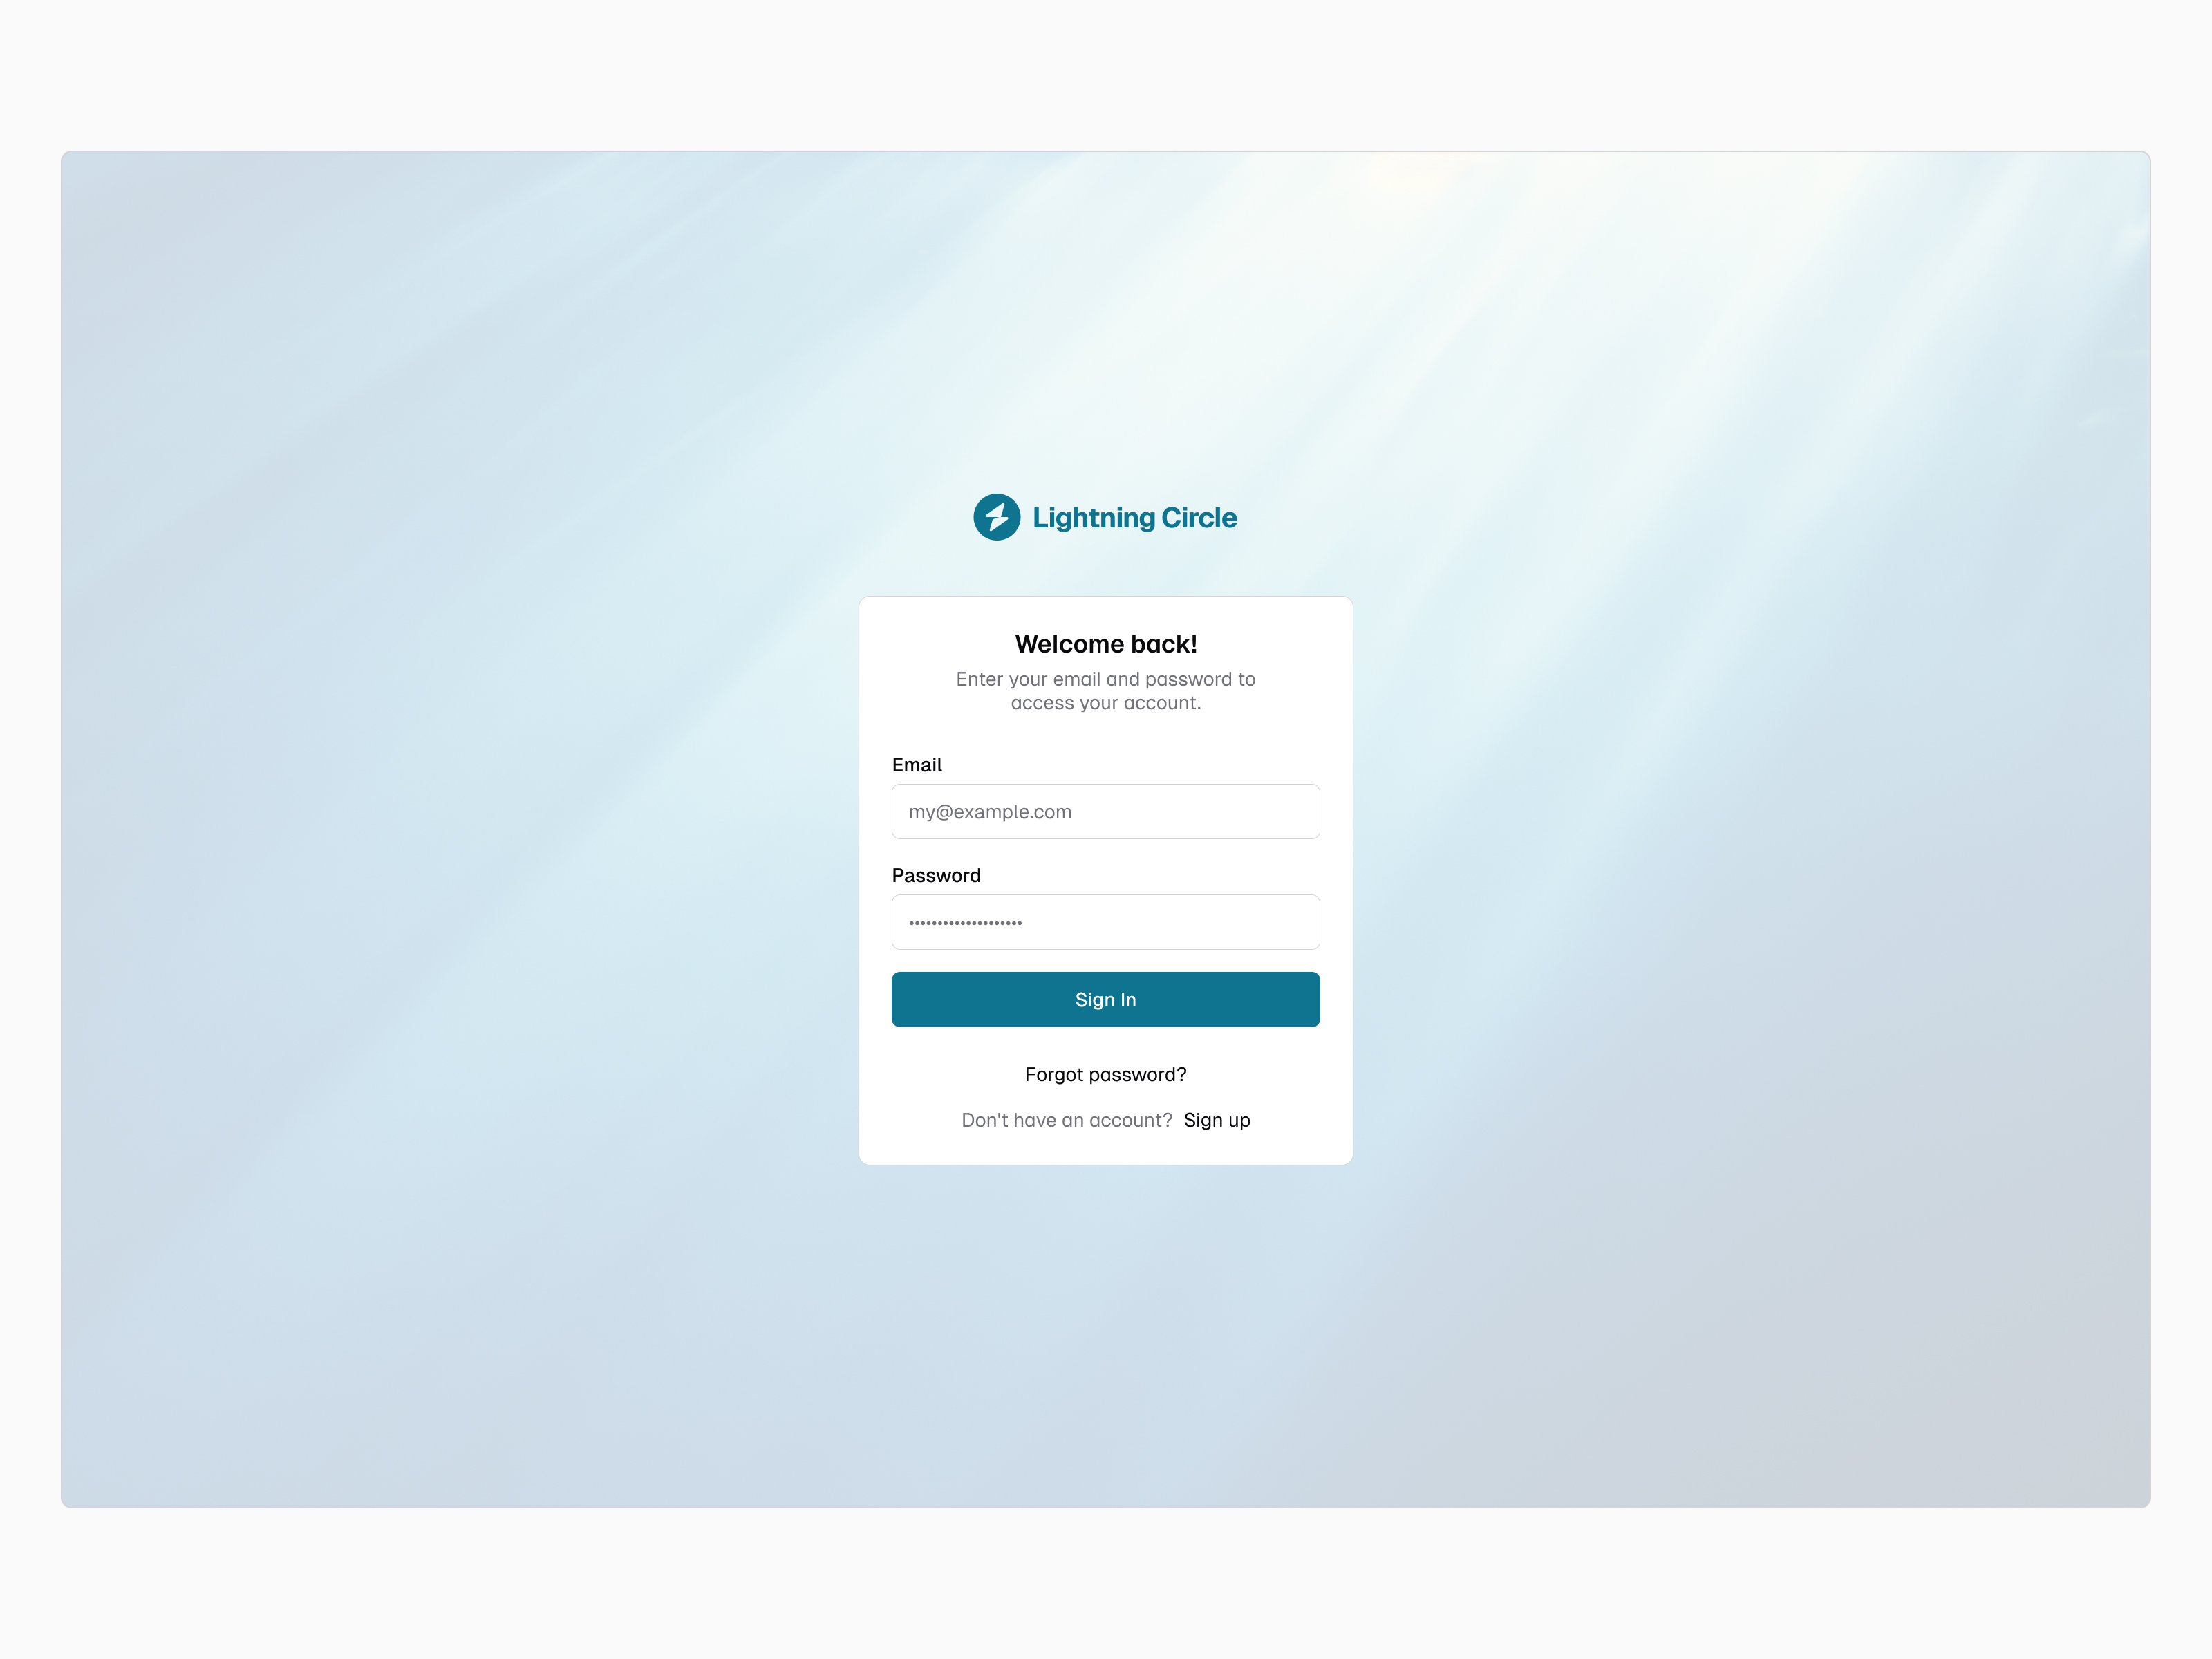 Lightning Circle
Welcome back!
Enter your email and password to
access your account.
Email
my@example.com
Password
••••••••••••••••••••
Sign In
Forgot password?
Don't have an account? Sign up